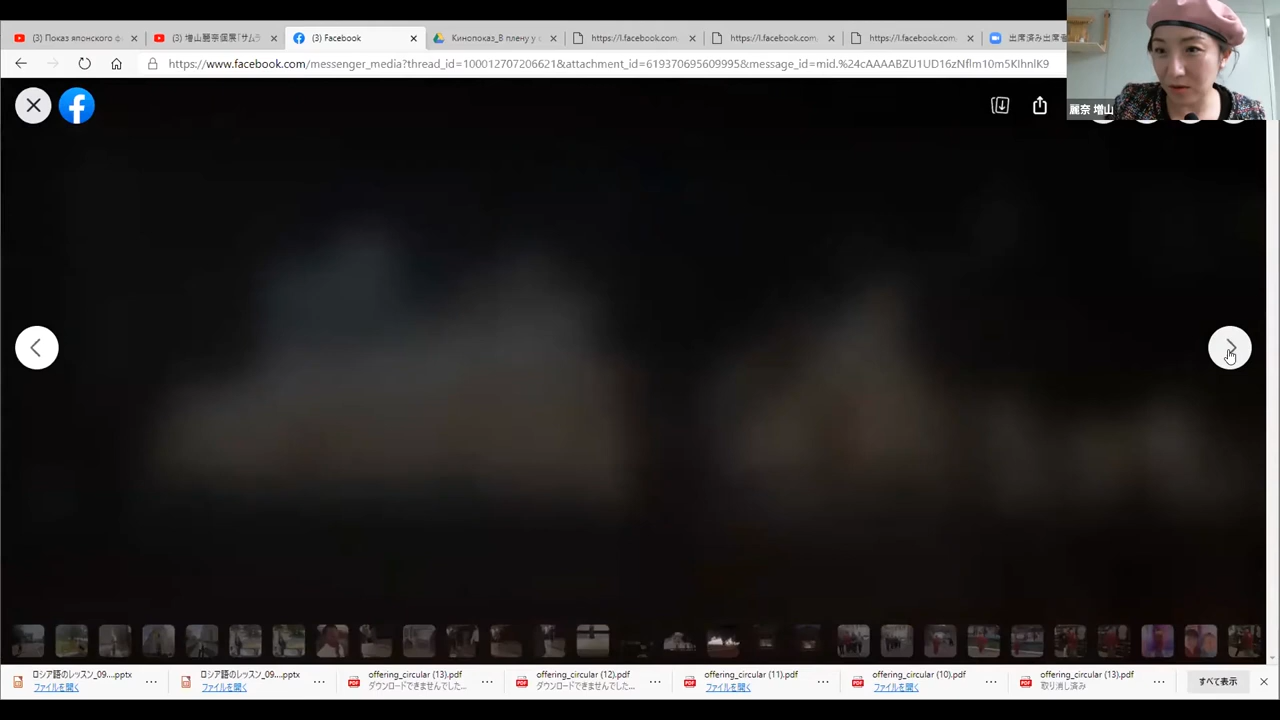 (3) Показ японского ф
(3) 増山麗奈個展「サムラ
(3) Facebook
Кинопоказ_В плену у с
https://l.facebook.com
https://l.facebook.com
https://l.facebook.com
出席済み出席者
https://www.facebook.com/messenger_media?thread_id=100012707206621&attachment_id=619370695609995&message_id=mid.%24cAAAABZU1UD16zNflm10m5KIhnlK9
麗奈 増山
ロシア語のレッスン_09....pptx
ファイルを開く
ロシア語のレッスン_09....pptx
ファイルを開く
offering_circular (13).pdf
ダウンロードできませんでした...
offering_circular (12).pdf
ダウンロードできませんでした...
offering_circular (11).pdf
ファイルを開く
offering_circular (10).pdf
ファイルを開く
offering_circular (13).pdf
取り消し済み
すべて表示